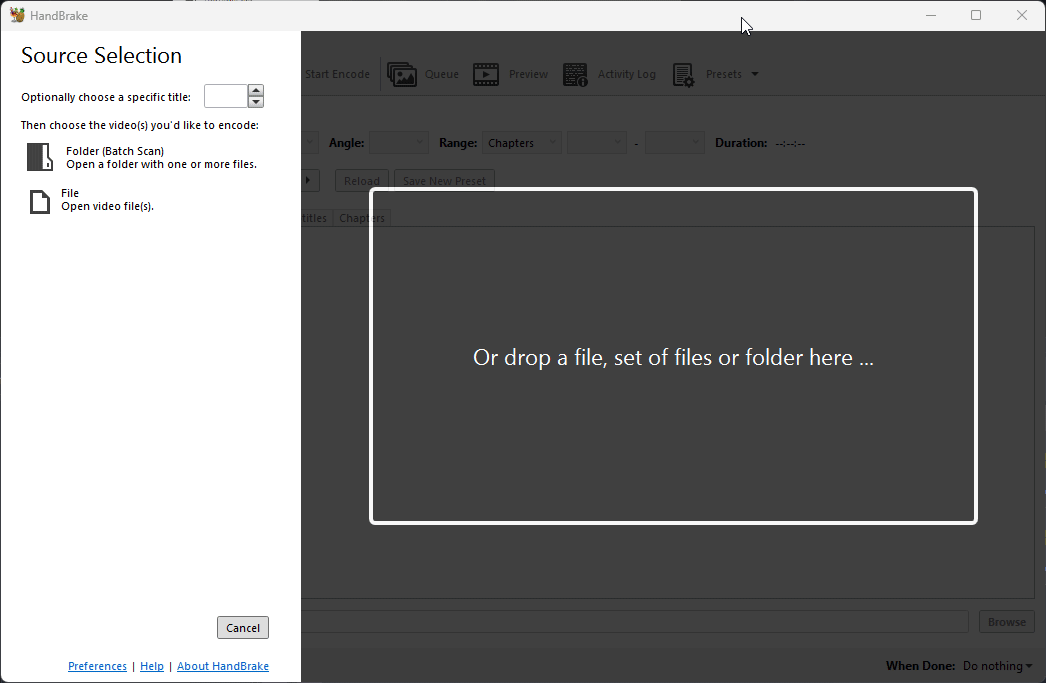 HandBrake
Source Selection
Optionally choose a specific title:
Then choose the video(s) you'd like to encode:
Folder (Batch Scan)
Open a folder with one or more files.
File
Open video file(s).
Cancel
Preferences | Help | About HandBrake
Start Encode Queue Preview Activity Log Presets
Angle: Range: Chapters - Duration: --:--:--
Reload Save New Preset
titles Chapters
Or drop a file, set of files or folder here ...
Browse
When Done: Do nothing